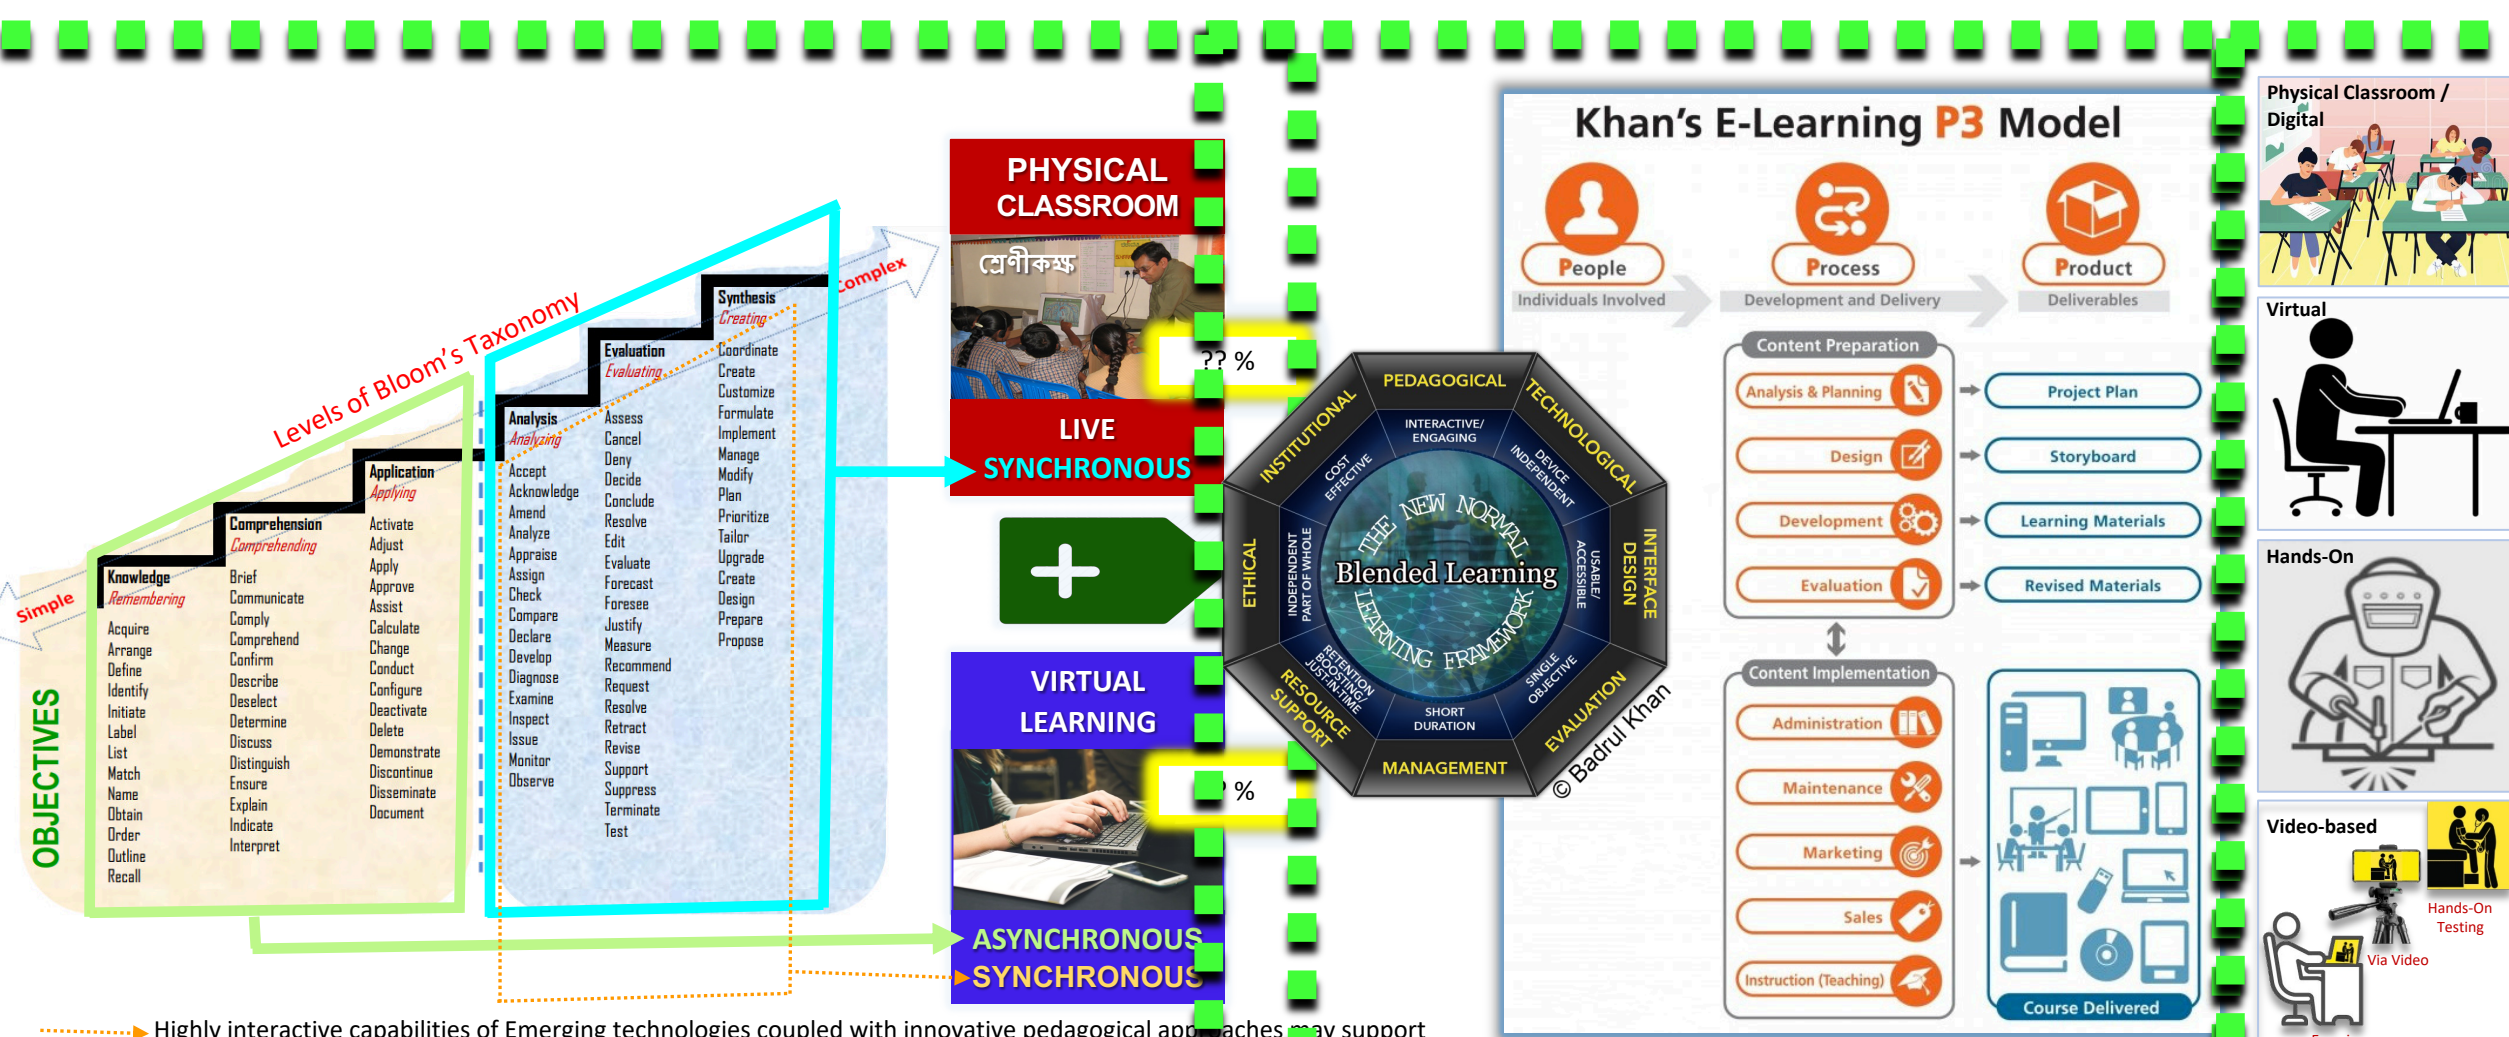 Levels of Bloom's Taxonomy
Simple
Complex
OBJECTIVES
Knowledge
Remembering
Acquire
Arrange
Define
Identify
Initiate
Label
List
Match
Name
Obtain
Order
Outline
Recall
Comprehension
Comprehending
Brief
Communicate
Comply
Comprehend
Confirm
Describe
Deselect
Determine
Discuss
Distinguish
Ensure
Explain
Indicate
Interpret
Application
Applying
Activate
Adjust
Apply
Approve
Assist
Calculate
Change
Conduct
Configure
Deactivate
Delete
Demonstrate
Discontinue
Disseminate
Document
Analysis
Analyzing
Accept
Acknowledge
Amend
Analyze
Appraise
Assign
Check
Compare
Declare
Develop
Diagnose
Examine
Inspect
Issue
Monitor
Observe
Evaluation
Evaluating
Assess
Cancel
Deny
Decide
Conclude
Resolve
Edit
Evaluate
Forecast
Foresee
Justify
Measure
Recommend
Request
Resolve
Retract
Revise
Support
Suppress
Terminate
Test
Synthesis
Creating
Coordinate
Create
Customize
Formulate
Implement
Manage
Modify
Plan
Prioritize
Tailor
Upgrade
Create
Design
Prepare
Propose
PHYSICAL
CLASSROOM
শ্রেণীকক্ষ
?? %
LIVE
SYNCHRONOUS
+
VIRTUAL
LEARNING
? %
ASYNCHRONOUS
SYNCHRONOUS
Highly interactive capabilities of Emerging technologies coupled with innovative pedagogical approaches may support
INSTITUTIONAL
PEDAGOGICAL
TECHNOLOGICAL
INTERFACE
DESIGN
EVALUATION
MANAGEMENT
RESOURCE
SUPPORT
ETHICAL
COST
EFFECTIVE
INTERACTIVE/
ENGAGING
DEVICE
INDEPENDENT
USABLE/
ACCESSIBLE
SINGLE
OBJECTIVE
SHORT
DURATION
RETENTION
BOOSTING/
JUST-IN-TIME
INDEPENDENT
PART OF WHOLE
THE NEW NORMAL
Blended Learning
LEARNING FRAMEWORK
© Badrul Khan
Khan's E-Learning P3 Model
People
Individuals Involved
Process
Development and Delivery
Product
Deliverables
Content Preparation
Analysis & Planning
Project Plan
Design
Storyboard
Development
Learning Materials
Evaluation
Revised Materials
Content Implementation
Administration
Maintenance
Marketing
Sales
Instruction (Teaching)
Course Delivered
Physical Classroom /
Digital
Virtual
Hands-On
Video-based
Hands-On
Testing
Via Video